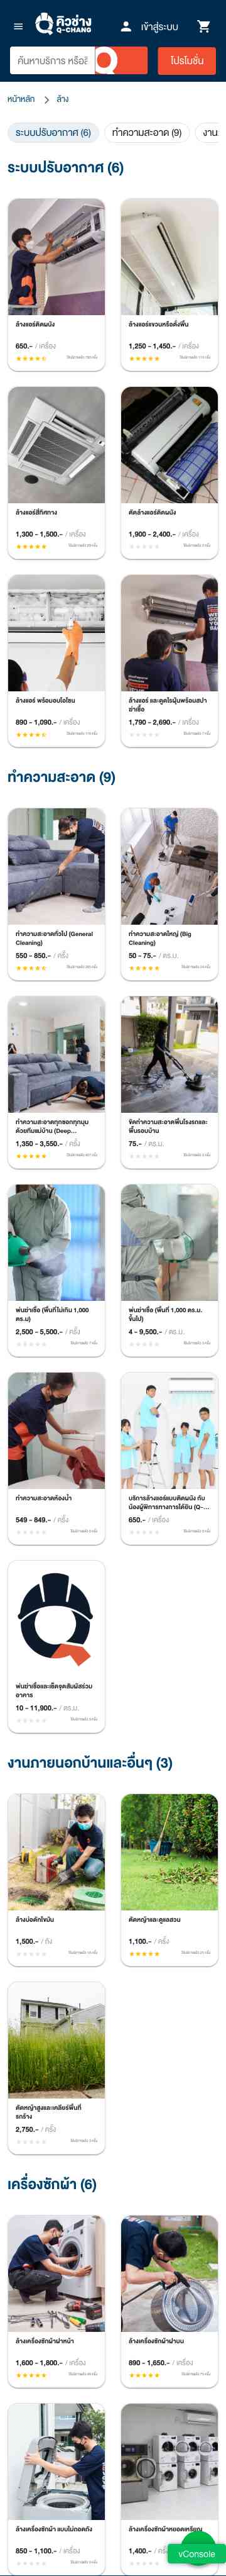 คิวช่าง
Q-CHANG
เข้าสู่ระบบ
ค้นหาบริการ หรือสิ
โปรโมชั่น
หน้าหลัก > ล้าง
ระบบปรับอากาศ (6)
ทำความสะอาด (9)
งาน
ระบบปรับอากาศ (6)
ล้างแอร์ติดผนัง
650.- / เครื่อง
ล้างแอร์แขวนหรือตั้งพื้น
1,250 - 1,450.- / เครื่อง
ล้างแอร์สี่ทิศทาง
1,300 - 1,500.- / เครื่อง
ตัดล้างแอร์ติดผนัง
1,900 - 2,400.- / เครื่อง
ล้างแอร์ พร้อมอบโอโซน
890 - 1,090.- / เครื่อง
ล้างแอร์ และดูดไรฝุ่นพร้อมสเปา
ฆ่าเชื้อ
1,790 - 2,690.- / เครื่อง
ทำความสะอาด (9)
ทำความสะอาดทั่วไป (General
Cleaning)
550 - 850.- / ครั้ง
ทำความสะอาดใหญ่ (Big
Cleaning)
50 - 75.- / ตร.ม.
ทำความสะอาดทุกซอกทุกมุม
ด้วยทีมแม่บ้าน (Deep...
1,350 - 3,550.- / ครั้ง
ขัดทำความสะอาดพื้นโรงรถและ
พื้นรอบบ้าน
75.- / ตร.ม.
พ่นฆ่าเชื้อ (พื้นที่ไม่เกิน 1,000
ตร.ม)
2,500 - 5,500.- / ครั้ง
พ่นฆ่าเชื้อ (พื้นที่ 1,000 ตร.ม.
ขึ้นไป)
4 - 9,500.- / ตร.ม.
ทำความสะอาดห้องน้ำ
549 - 849.- / ครั้ง
บริการล้างแอร์แบบติดผนัง กับ
น้องผู้พิการทางการได้ยิน (Q-...
650.- / เครื่อง
พ่นฆ่าเชื้อและเช็ดจุดสัมผัสร่วม
อาคาร
10 - 11,900.- / ตร.ม.
งานภายนอกบ้านและอื่นๆ (3)
ล้างบ่อดักไขมัน
1,500.- / ถัง
ตัดหญ้าและดูแลสวน
1,100.- / ครั้ง
ตัดหญ้าสูงและเคลียร์พื้นที่
รกร้าง
2,750.- / ครั้ง
เครื่องซักผ้า (6)
ล้างเครื่องซักผ้าฝาหน้า
1,600 - 1,800.- / เครื่อง
ล้างเครื่องซักผ้าฝาบน
890 - 1,650.- / เครื่อง
ล้างเครื่องซักผ้า แบบไม่ถอดถัง
850 - 1,100.- / เครื่อง
ล้างเครื่องซักผ้าหยอดเหรียญ
1,400.- / เครื่
vConsole